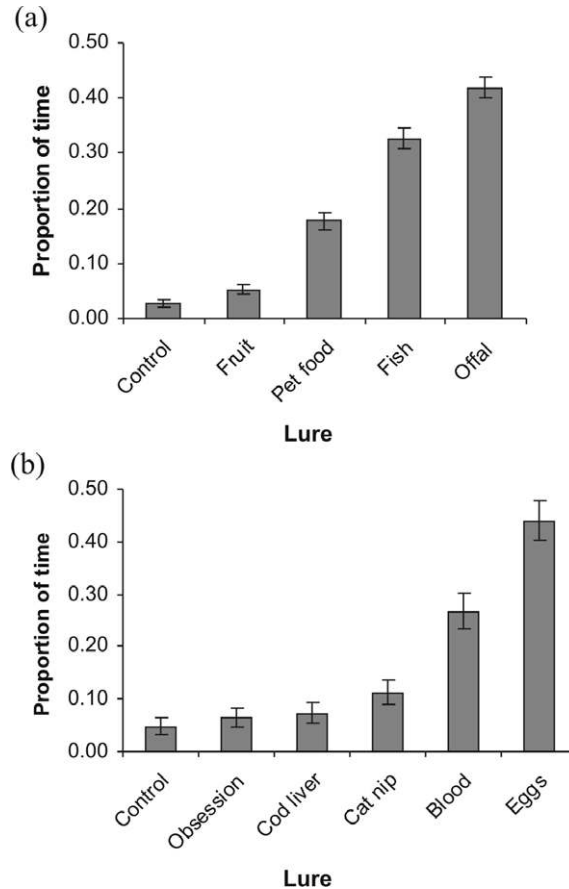 (a)
0.50
0.40
0.30
0.20
0.10
0.00
Proportion of time
Control
Fruit
Pet food
Fish
Offal
Lure
(b)
0.50
0.40
0.30
0.20
0.10
0.00
Proportion of time
Control
Obsession
Cod liver
Cat nip
Blood
Eggs
Lure